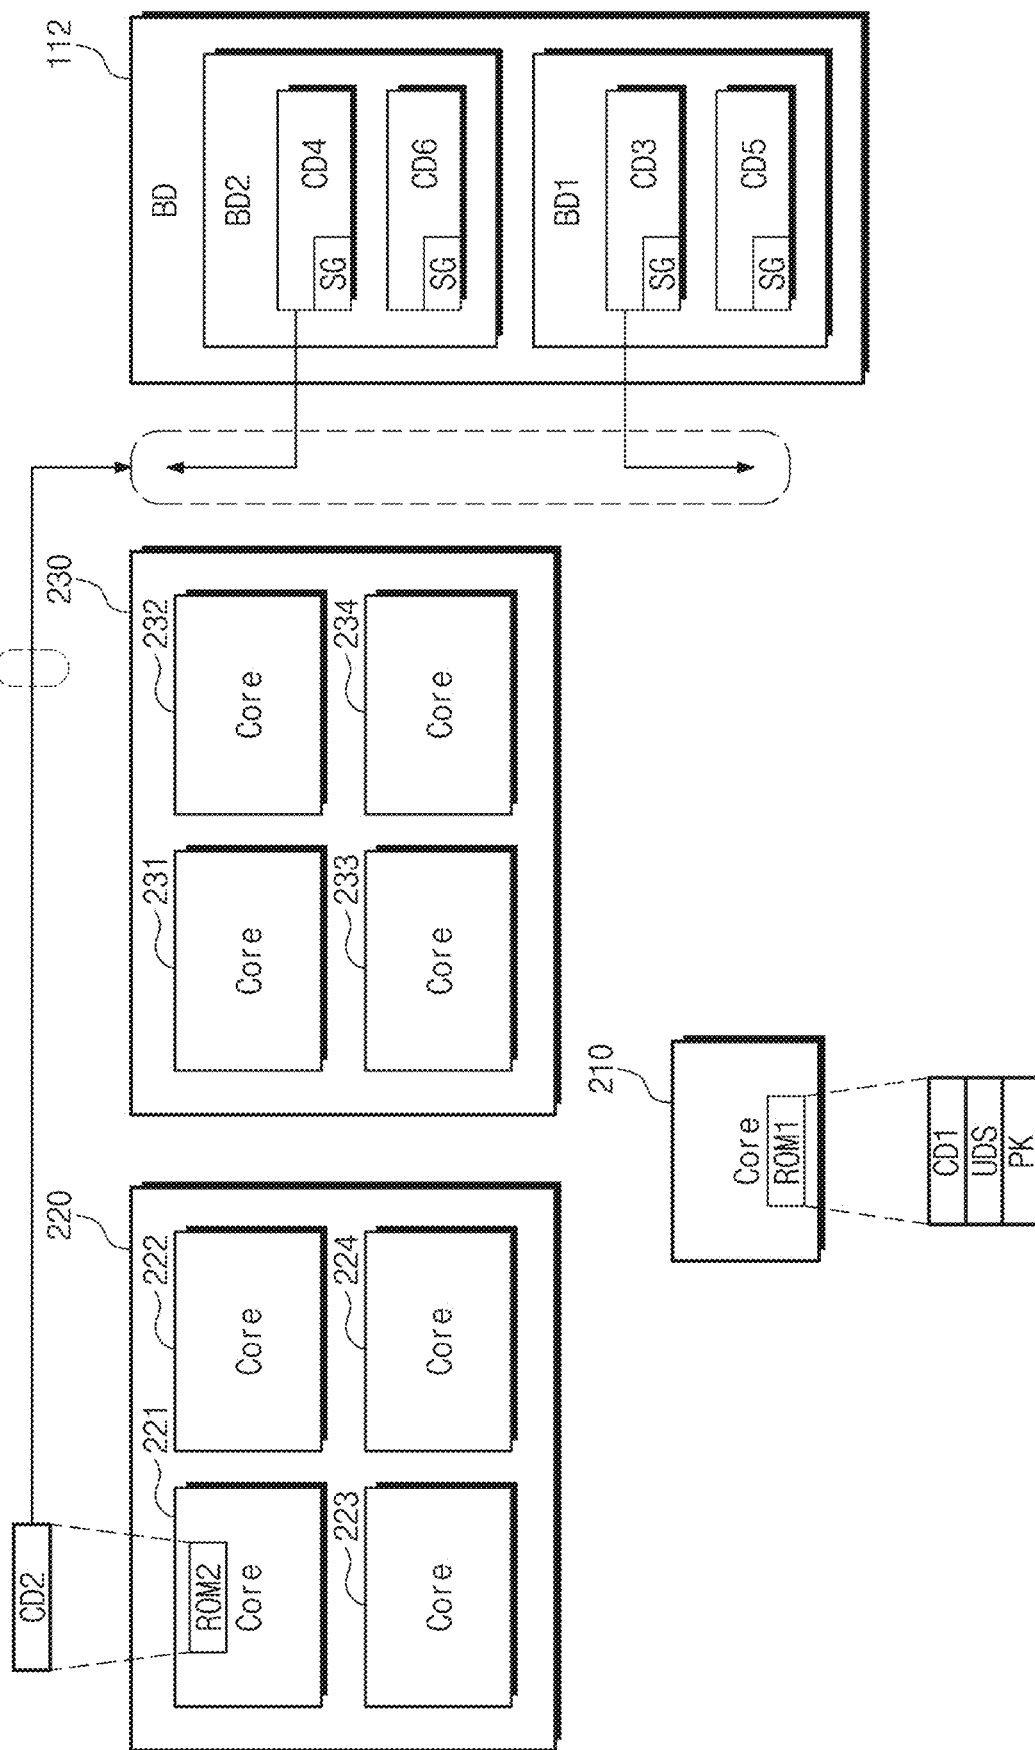 CD2
220
221
ROM2
Core
222
Core
223
Core
224
Core
230
231
Core
232
Core
233
Core
234
Core
210
Core
ROM1
CD1
UDS
PK
112
BD
BD2
CD4
SG
CD6
SG
BD1
CD3
SG
CD5
SG